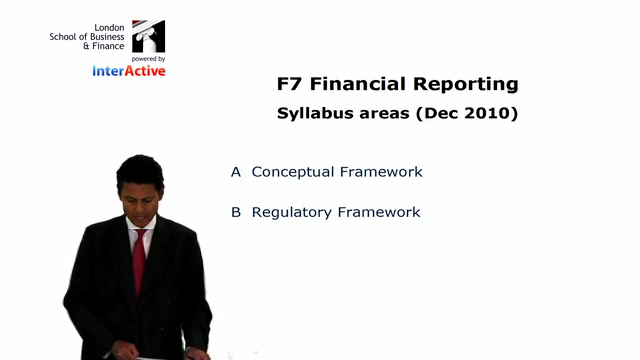 London
School of Business
& Finance
powered by
InterActive
F7 Financial Reporting
Syllabus areas (Dec 2010)
A Conceptual Framework
B Regulatory Framework